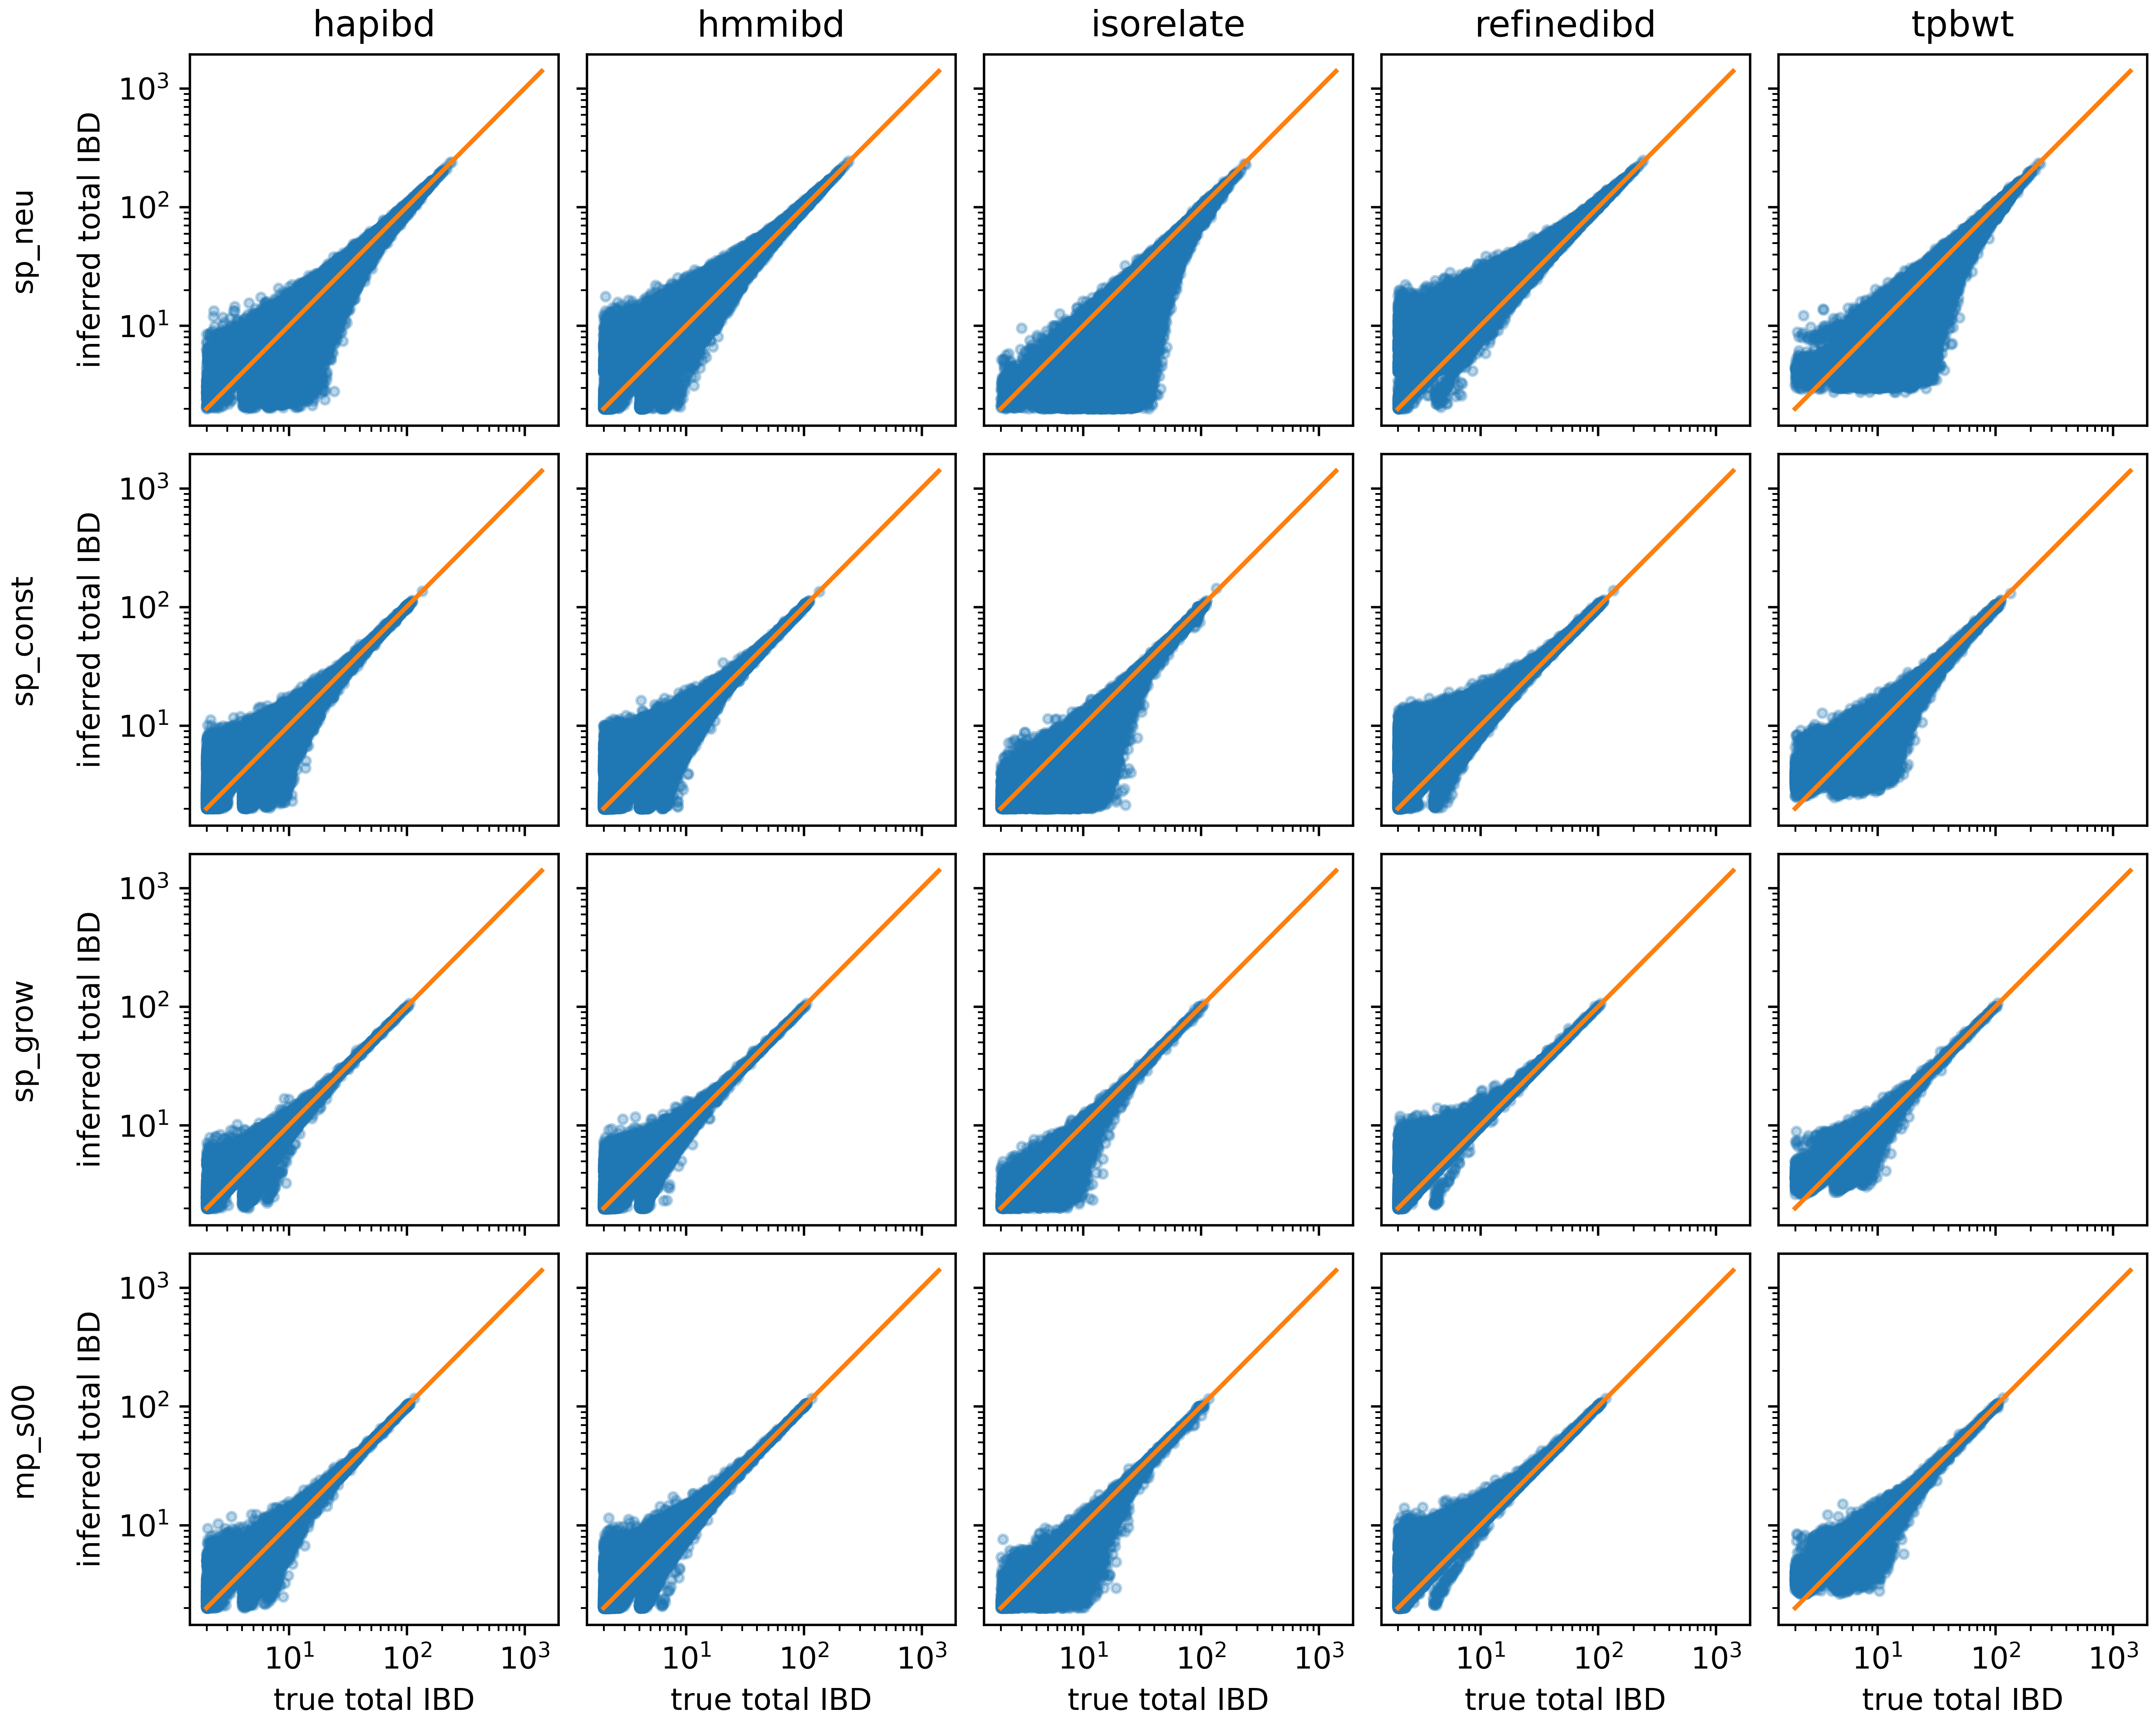 hapibd hmmibd isorelate refinedibd tpbwt
sp_neu
inferred total IBD
10³
10²
10¹
sp_const
inferred total IBD
10³
10²
10¹
sp_grow
inferred total IBD
10³
10²
10¹
mp_s00
inferred total IBD
10³
10²
10¹
10¹ 10² 10³ 10¹ 10² 10³ 10¹ 10² 10³ 10¹ 10² 10³ 10¹ 10² 10³
true total IBD true total IBD true total IBD true total IBD true total IBD